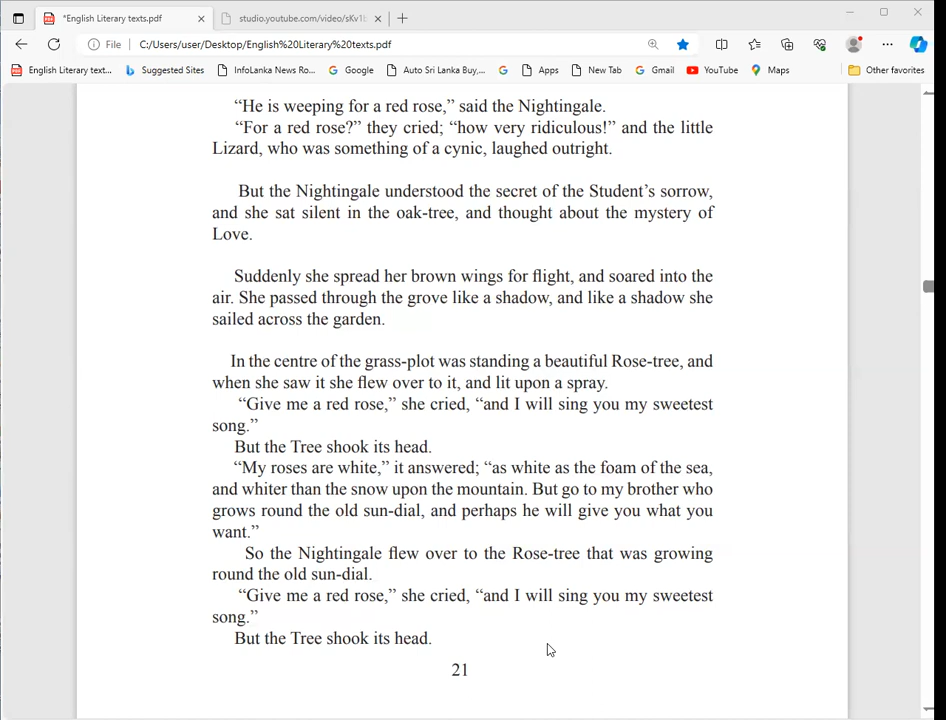 *English Literary texts.pdf
studio.youtube.com/video/sKv1
File
C:/Users/user/Desktop/English%20Literary%20texts.pdf
English Literary text...
Suggested Sites
InfoLanka News Ro...
Google
Auto Sri Lanka Buy,...
Apps
New Tab
Gmail
YouTube
Maps
Other favorites
“He is weeping for a red rose,” said the Nightingale.
“For a red rose?” they cried; “how very ridiculous!” and the little
Lizard, who was something of a cynic, laughed outright.
But the Nightingale understood the secret of the Student’s sorrow,
and she sat silent in the oak-tree, and thought about the mystery of
Love.
Suddenly she spread her brown wings for flight, and soared into the
air. She passed through the grove like a shadow, and like a shadow she
sailed across the garden.
In the centre of the grass-plot was standing a beautiful Rose-tree, and
when she saw it she flew over to it, and lit upon a spray.
“Give me a red rose,” she cried, “and I will sing you my sweetest
song.”
But the Tree shook its head.
“My roses are white,” it answered; “as white as the foam of the sea,
and whiter than the snow upon the mountain. But go to my brother who
grows round the old sun-dial, and perhaps he will give you what you
want.”
So the Nightingale flew over to the Rose-tree that was growing
round the old sun-dial.
“Give me a red rose,” she cried, “and I will sing you my sweetest
song.”
But the Tree shook its head.
21